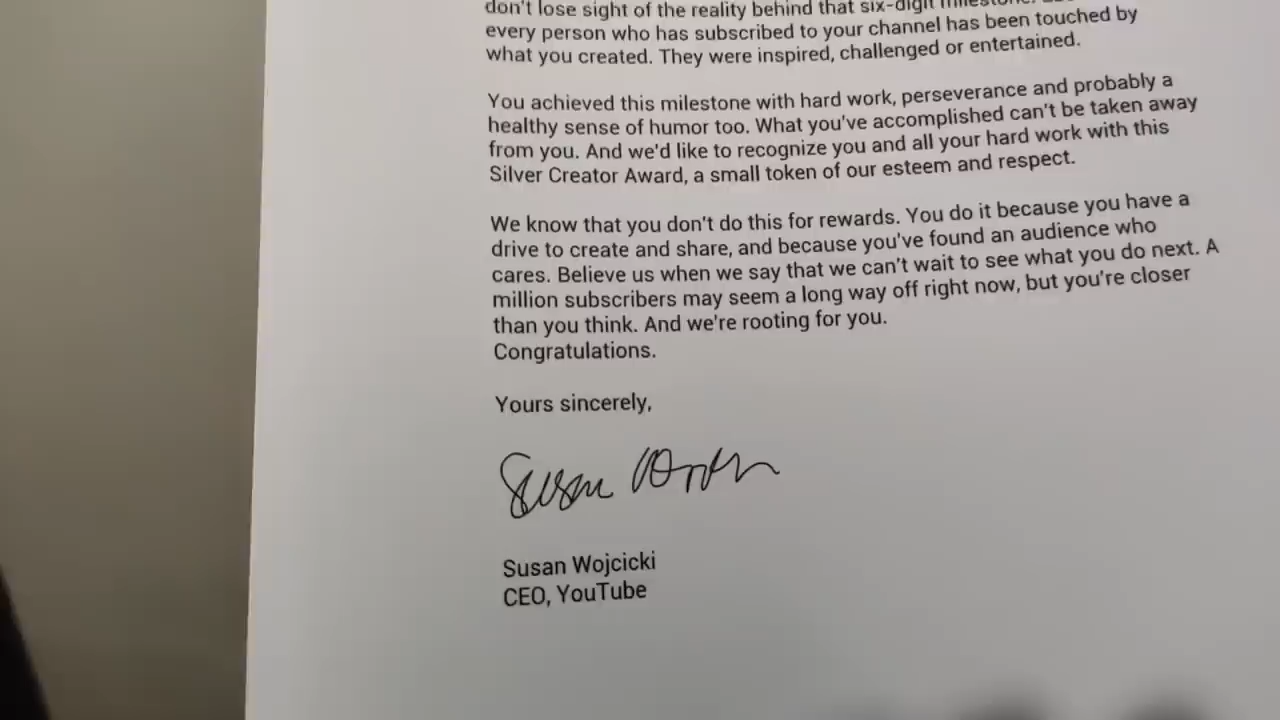 don't lose sight of the reality behind that six-digit milestone.
every person who has subscribed to your channel has been touched by
what you created. They were inspired, challenged or entertained.
You achieved this milestone with hard work, perseverance and probably a
healthy sense of humor too. What you've accomplished can't be taken away
from you. And we'd like to recognize you and all your hard work with this
Silver Creator Award, a small token of our esteem and respect.
We know that you don't do this for rewards. You do it because you have a
drive to create and share, and because you've found an audience who
cares. Believe us when we say that we can't wait to see what you do next. A
million subscribers may seem a long way off right now, but you're closer
than you think. And we're rooting for you.
Congratulations.
Yours sincerely,
Susan
Susan Wojcicki
CEO, YouTube